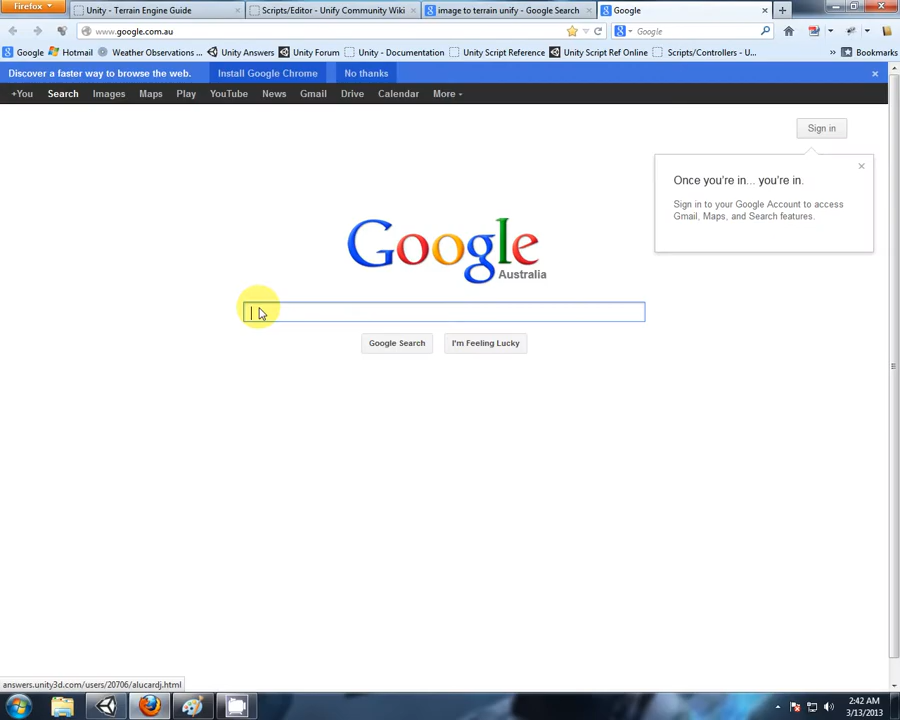 Firefox
Unity - Terrain Engine Guide
Scripts/Editor - Unify Community Wiki
image to terrain unify - Google Search
Google
www.google.com.au
Google
Google
Hotmail
Weather Observations ...
Unity Answers
Unity Forum
Unity - Documentation
Unity Script Reference
Unity Script Ref Online
Scripts/Controllers - U...
Bookmarks
Discover a faster way to browse the web.
Install Google Chrome
No thanks
+You
Search
Images
Maps
Play
YouTube
News
Gmail
Drive
Calendar
More
Sign in
Once you're in... you're in.
Sign in to your Google Account to access
Gmail, Maps, and Search features.
Google
Australia
Google Search
I'm Feeling Lucky
answers.unity3d.com/users/20706/alucardj.html
2:42 AM
3/13/2013